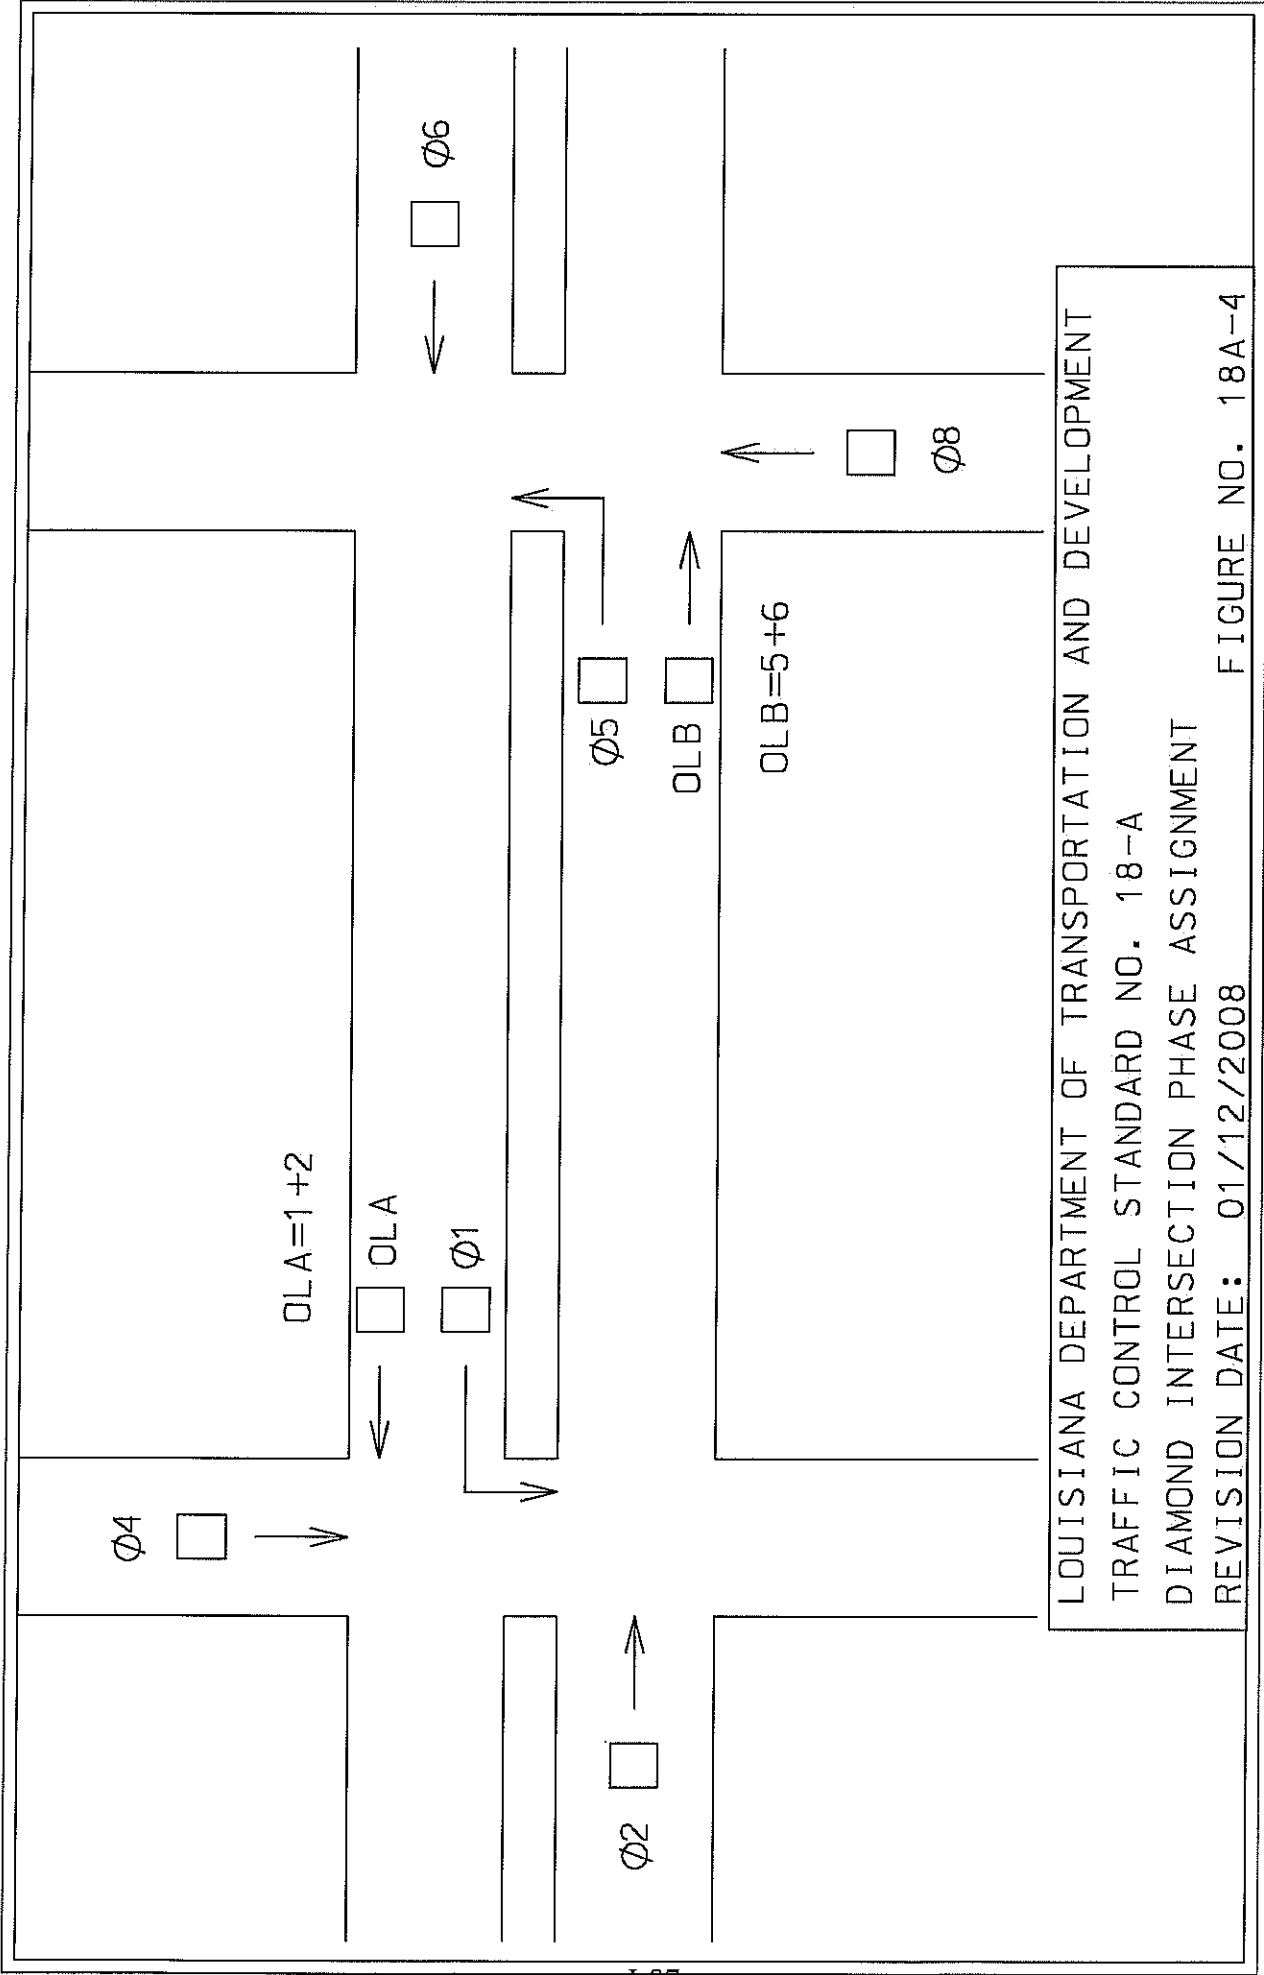 Ø4
OLA=1+2
OLA
Ø1
Ø2
Ø6
Ø5
OLB
OLB=5+6
Ø8
LOUISIANA DEPARTMENT OF TRANSPORTATION AND DEVELOPMENT
TRAFFIC CONTROL STANDARD NO. 18-A
DIAMOND INTERSECTION PHASE ASSIGNMENT
REVISION DATE: 01/12/2008 FIGURE NO. 18A-4